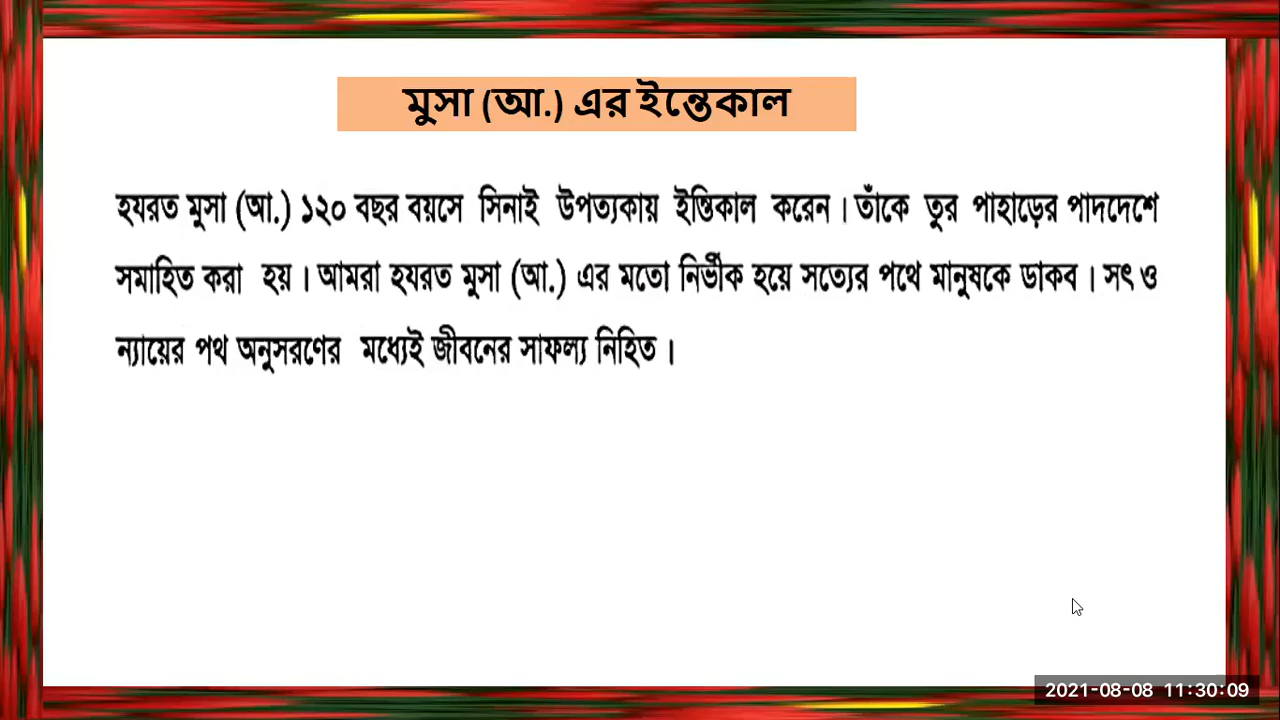 মুসা (আ.) এর ইন্তেকাল
হযরত মুসা (আ.) ১২০ বছর বয়সে সিনাই উপত্যকায় ইন্তিকাল করেন। তাঁকে তুর পাহাড়ের পাদদেশে
সমাহিত করা হয়। আমরা হযরত মুসা (আ.) এর মতো নির্ভীক হয়ে সত্যের পথে মানুষকে ডাকব। সৎ ও
ন্যায়ের পথ অনুসরণের মধ্যেই জীবনের সাফল্য নিহিত।
2021-08-08 11:30:09